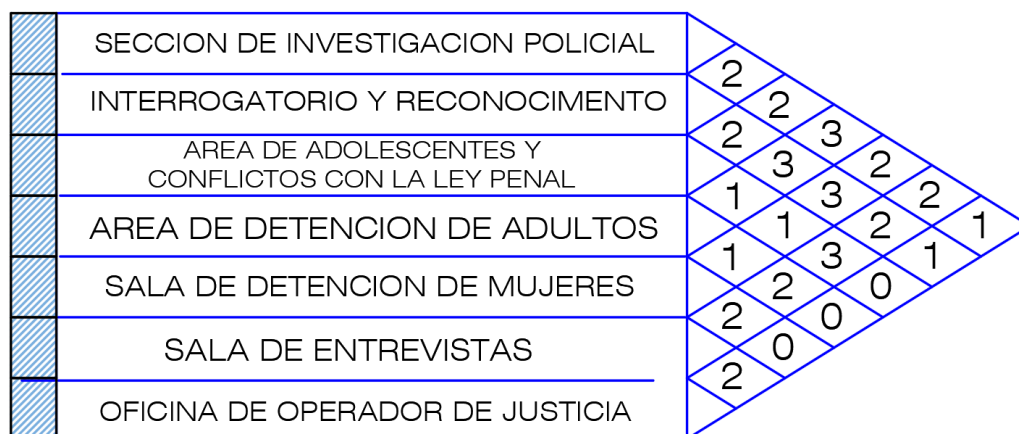 SECCION DE INVESTIGACION POLICIAL
2
2
INTERROGATORIO Y RECONOCIMENTO
2 3
3 2
AREA DE ADOLESCENTES Y
CONFLICTOS CON LA LEY PENAL
1 3 2
AREA DE DETENCION DE ADULTOS
1 2 1
1 3 1
SALA DE DETENCION DE MUJERES
2 0
2 0
SALA DE ENTREVISTAS
0
2
OFICINA DE OPERADOR DE JUSTICIA